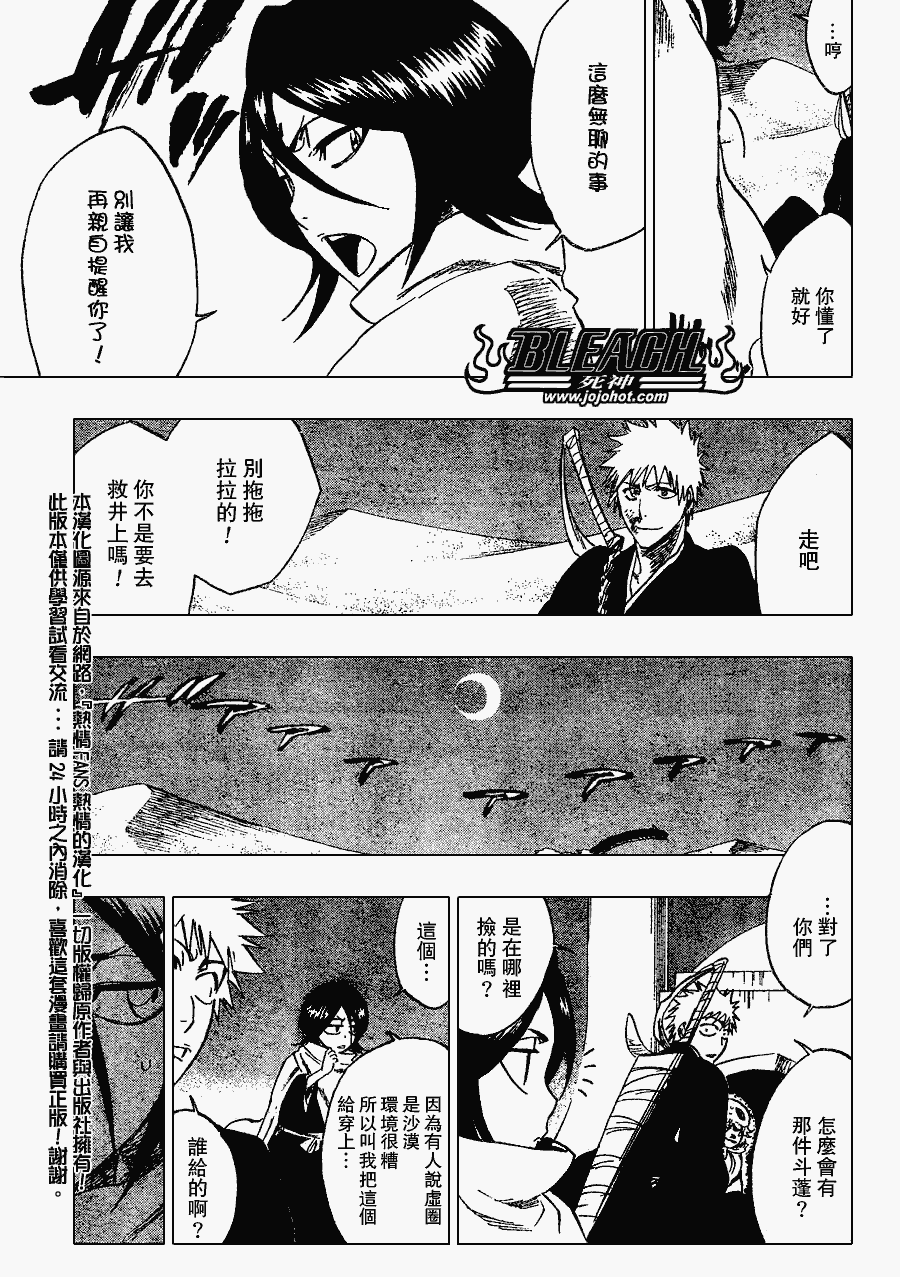 …哼
你懂了
就好
這麼無聊的事
別讓我
再親自提醒你了！
BLEACH
死神
www.jojohot.com
走吧
別拖拖
拉拉的！
你不是要去
救井上嗎！
…對了
你們
怎麼會有
那件斗蓬？
是在哪裡
撿的嗎？
這個…
因為有人說虛圈
是沙漠
環境很糟
所以叫我把這個
給穿上…
誰給的啊？
本漢化圖源來自於網路，『熱情FANS熱情的漢化』一切版權歸原作者與出版社擁有！
此版本僅供學習試看交流…請24小時之內消除，喜歡這套漫畫請購買正版！謝謝。